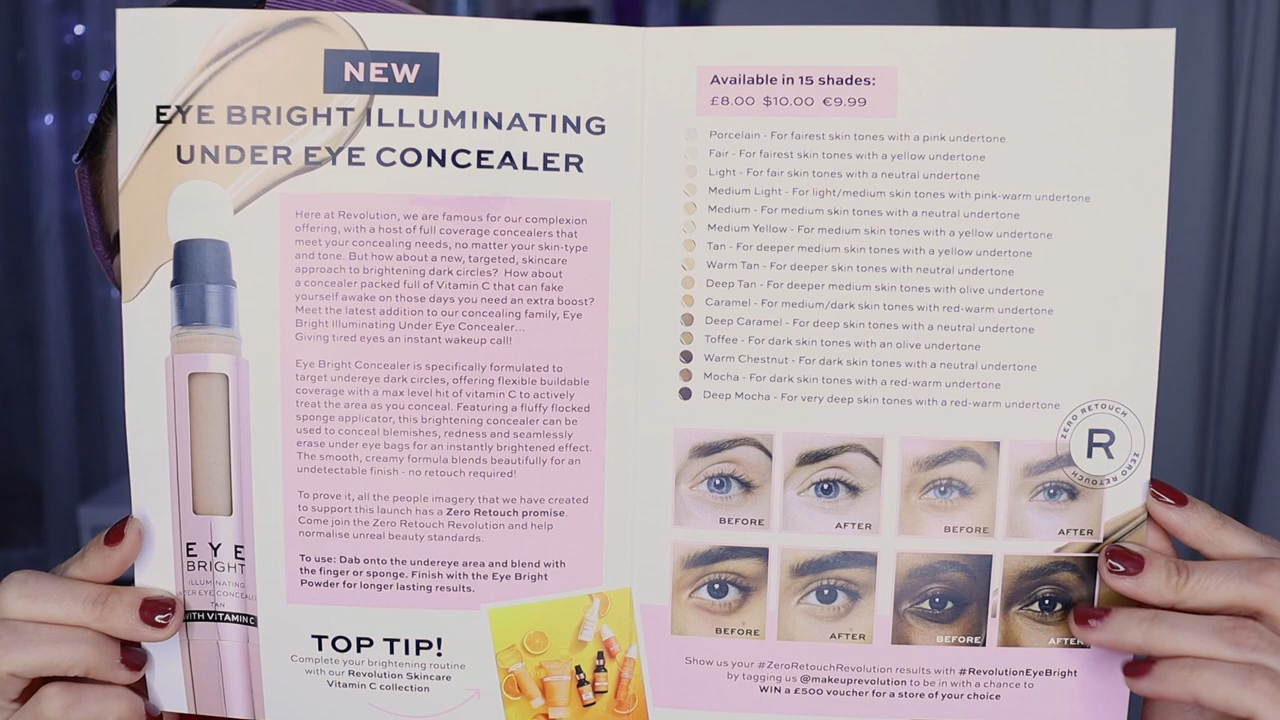 NEW
EYE BRIGHT ILLUMINATING
UNDER EYE CONCEALER
Here at Revolution, we are famous for our complexion
offering, with a host of full coverage concealers that
meet your concealing needs, no matter your skin-type
and tone. But how about a new, targeted, skincare
approach to brightening dark circles? How about
a concealer packed full of Vitamin C that can fake
yourself awake on those days you need an extra boost?
Meet the latest addition to our concealing family, Eye
Bright Illuminating Under Eye Concealer...
Giving tired eyes an instant wakeup call!
Eye Bright Concealer is specifically formulated to
target undereye dark circles, offering flexible buildable
coverage with a max level hit of vitamin C to actively
treat the area as you conceal. Featuring a fluffy flocked
sponge applicator, this brightening concealer can be
used to conceal blemishes, redness and seamlessly
erase under eye bags for an instantly brightened effect.
The smooth, creamy formula blends beautifully for an
undetectable finish - no retouch required!
To prove it, all the people imagery that we have created
to support this launch has a Zero Retouch promise.
Come join the Zero Retouch Revolution and help
normalise unreal beauty standards.
To use: Dab onto the undereye area and blend with
the finger or sponge. Finish with the Eye Bright
Powder for longer lasting results.
EYE
BRIGHT
ILLUMINATING
UNDER EYE CONCEALE
TAN
WITH VITAMIN C
TOP TIP!
Complete your brightening routine
with our Revolution Skincare
Vitamin C collection
Available in 15 shades:
£8.00 $10.00 €9.99
Porcelain - For fairest skin tones with a pink undertone
Fair - For fairest skin tones with a yellow undertone
Light - For fair skin tones with a neutral undertone
Medium Light - For light/medium skin tones with pink-warm undertone
Medium - For medium skin tones with a neutral undertone
Medium Yellow - For medium skin tones with a yellow undertone
Tan - For deeper medium skin tones with a yellow undertone
Warm Tan - For deeper skin tones with neutral undertone
Deep Tan - For deeper medium skin tones with olive undertone
Caramel - For medium/dark skin tones with red-warm undertone
Deep Caramel - For deep skin tones with a neutral undertone
Toffee - For dark skin tones with an olive undertone
Warm Chestnut - For dark skin tones with a neutral undertone
Mocha - For dark skin tones with a red-warm undertone
Deep Mocha - For very deep skin tones with a red-warm undertone
ZERO RETOUCH
R
ZERO RETOUCH
BEFORE AFTER BEFORE AFTER
BEFORE AFTER BEFORE AFTER
Show us your #ZeroRetouchRevolution results with #RevolutionEyeBright
by tagging us @makeuprevolution to be in with a chance to
WIN a £500 voucher for a store of your choice